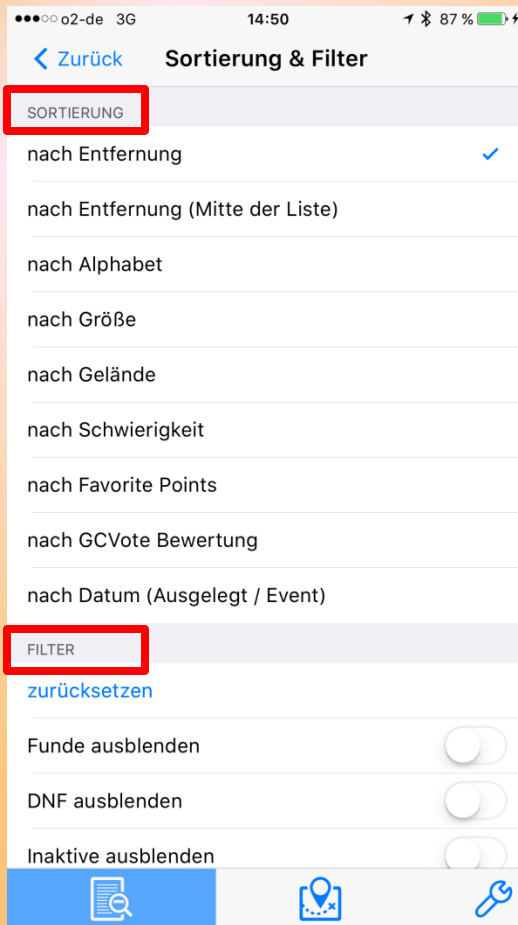 o2-de 3G 14:50 87 %
Zurück Sortierung & Filter
SORTIERUNG
nach Entfernung
nach Entfernung (Mitte der Liste)
nach Alphabet
nach Größe
nach Gelände
nach Schwierigkeit
nach Favorite Points
nach GCVote Bewertung
nach Datum (Ausgelegt / Event)
FILTER
zurücksetzen
Funde ausblenden
DNF ausblenden
Inaktive ausblenden